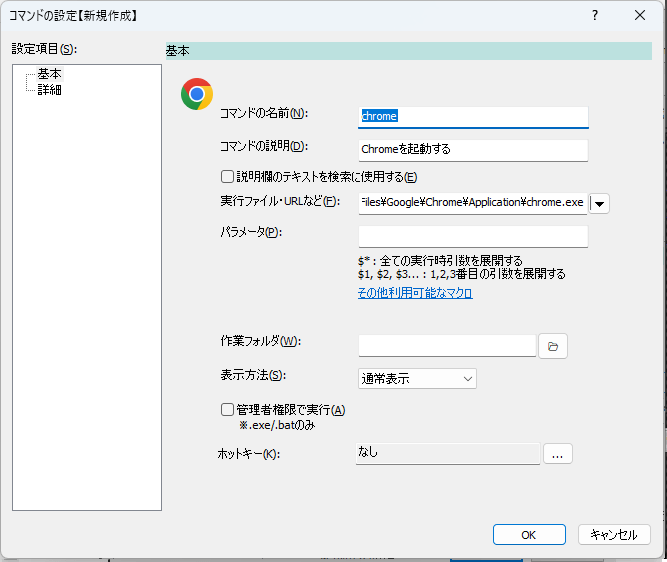 コマンドの設定【新規作成】
設定項目(S):
基本
基本
詳細
コマンドの名前(N):
chrome
コマンドの説明(D):
Chromeを起動する
説明欄のテキストを検索に使用する(E)
実行ファイル・URLなど(F):
Files¥Google¥Chrome¥Application¥chrome.exe
パラメータ(P):
$* : 全ての実行時引数を展開する
$1, $2, $3... : 1,2,3番目の引数を展開する
その他利用可能なマクロ
作業フォルダ(W):
表示方法(S):
通常表示
管理者権限で実行(A)
※.exe/.batのみ
ホットキー(K):
なし
...
OK
キャンセル